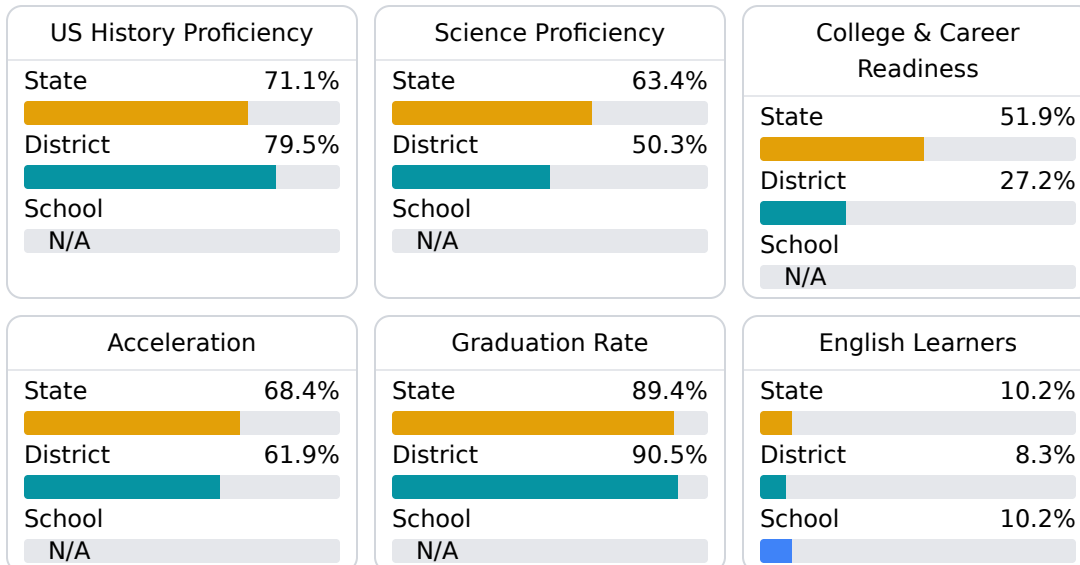 US History Proficiency
State 71.1%
District 79.5%
School
N/A
Science Proficiency
State 63.4%
District 50.3%
School
N/A
College & Career
Readiness
State 51.9%
District 27.2%
School
N/A
Acceleration
State 68.4%
District 61.9%
School
N/A
Graduation Rate
State 89.4%
District 90.5%
School
N/A
English Learners
State 10.2%
District 8.3%
School 10.2%